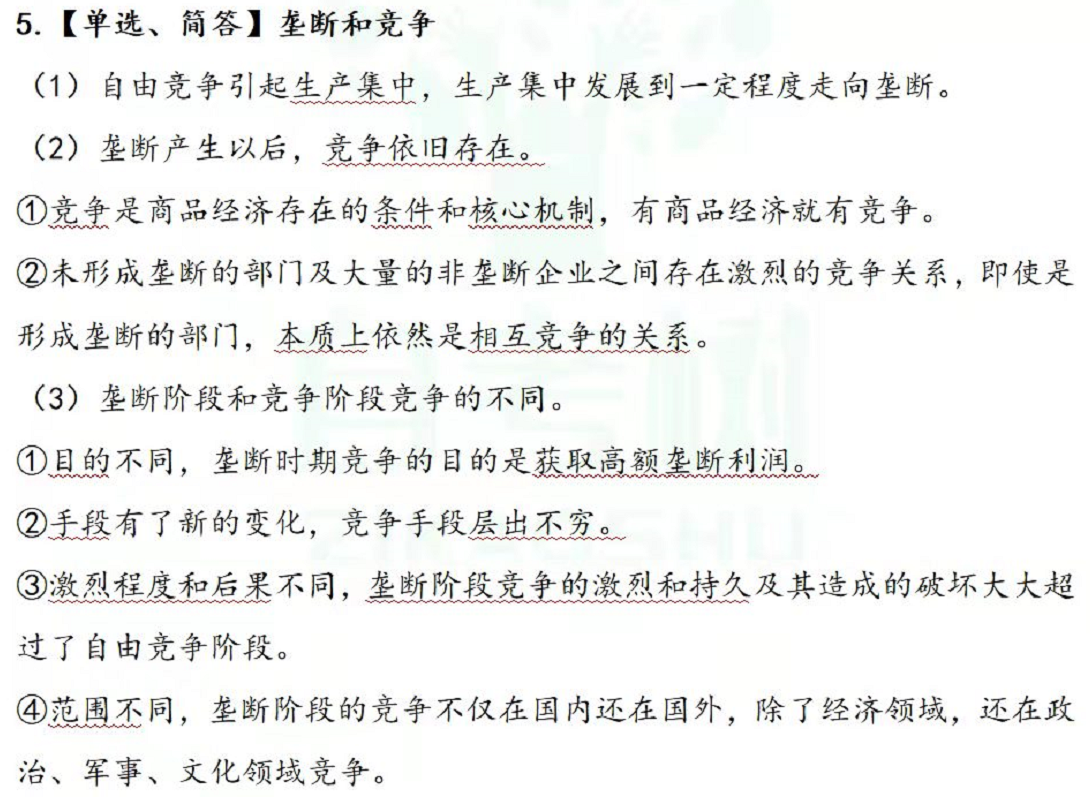 5.【单选、简答】垄断和竞争
（1）自由竞争引起生产集中，生产集中发展到一定程度走向垄断。
（2）垄断产生以后，竞争依旧存在。
①竞争是商品经济存在的条件和核心机制，有商品经济就有竞争。
②未形成垄断的部门及大量的非垄断企业之间存在激烈的竞争关系，即使是
形成垄断的部门，本质上依然是相互竞争的关系。
（3）垄断阶段和竞争阶段竞争的不同。
①目的不同，垄断时期竞争的目的是获取高额垄断利润。
②手段有了新的变化，竞争手段层出不穷。
③激烈程度和后果不同，垄断阶段竞争的激烈和持久及其造成的破坏大大超
过了自由竞争阶段。
④范围不同，垄断阶段的竞争不仅在国内还在国外，除了经济领域，还在政
治、军事、文化领域竞争。